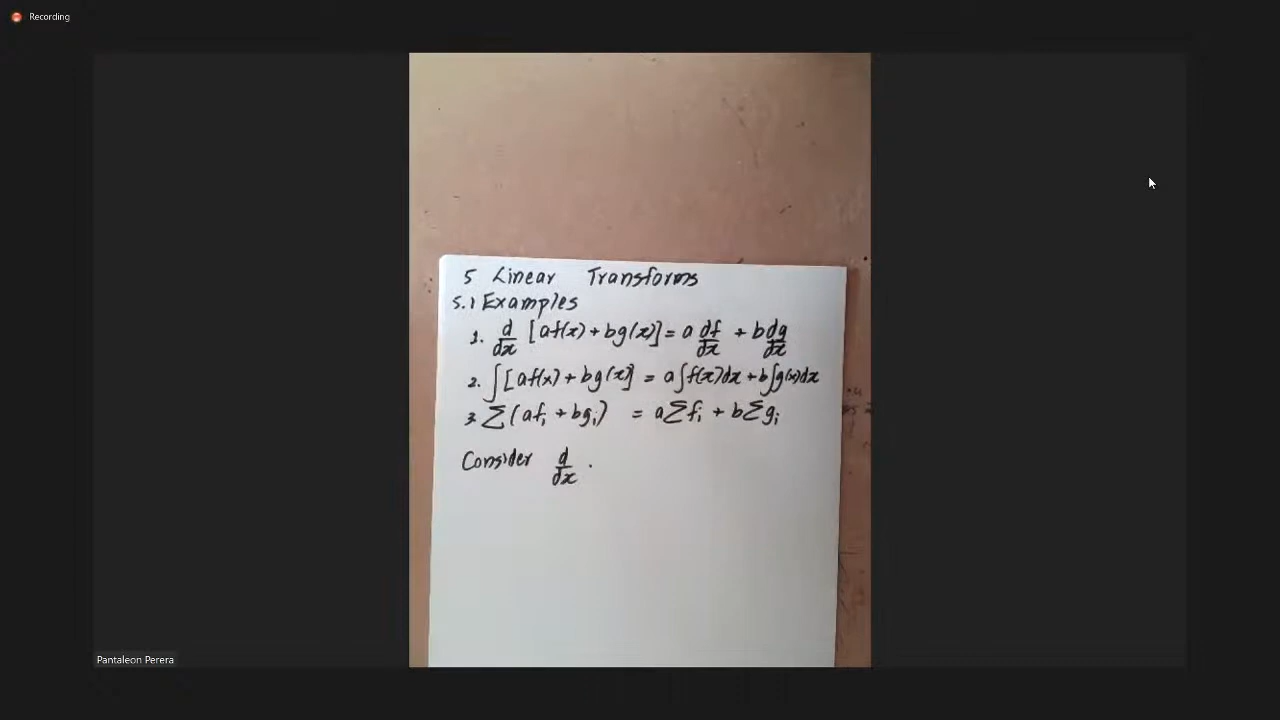 Recording
5 Linear Transforms
5.1 Examples
1. d/dx [af(x) + bg(x)] = a df/dx + b dg/dx
2. ∫[af(x) + bg(x)] = a∫f(x)dx + b∫g(x)dx
3. ∑(afᵢ + bgᵢ) = a∑fᵢ + b∑gᵢ
Consider d/dx .
Pantaleon Perera